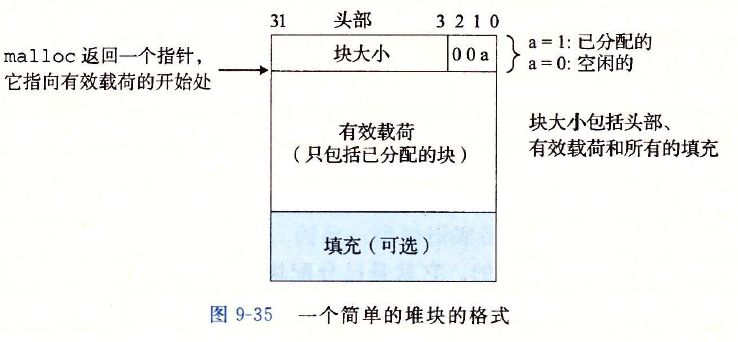 31 头部 3 2 1 0
malloc 返回一个指针，
它指向有效载荷的开始处
块大小
0 0 a
a = 1: 已分配的
a = 0: 空闲的
有效载荷
（只包括已分配的块）
块大小包括头部、
有效载荷和所有的填充
填充（可选）
图 9-35 一个简单的堆块的格式